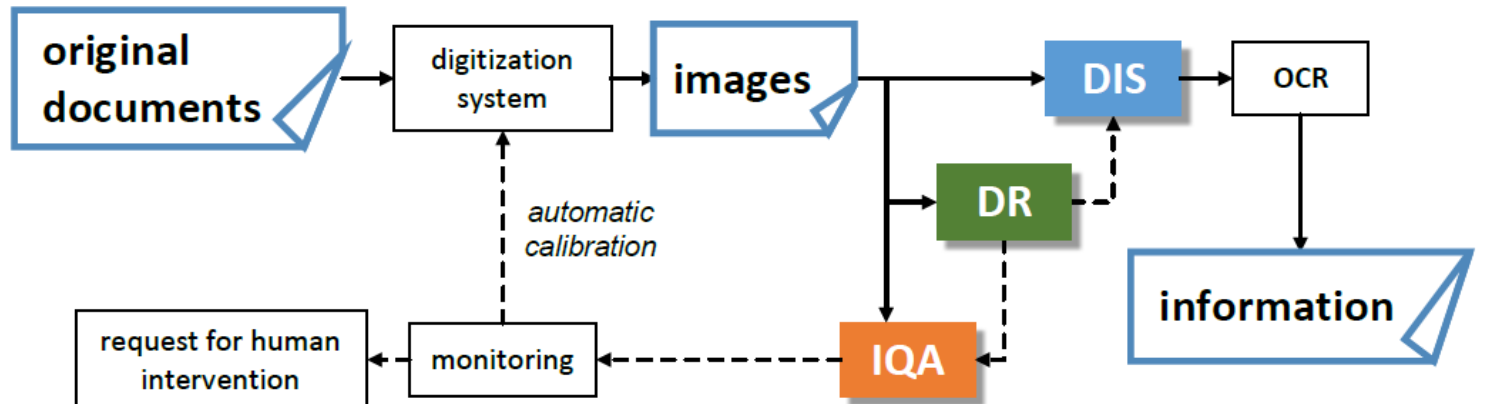 original
documents
digitization
system
images
DIS
OCR
DR
automatic
calibration
information
request for human
intervention
monitoring
IQA